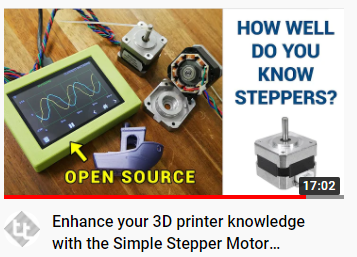 HOW WELL
DO YOU
KNOW
STEPPERS?
OPEN SOURCE
17:02
Enhance your 3D printer knowledge
with the Simple Stepper Motor...